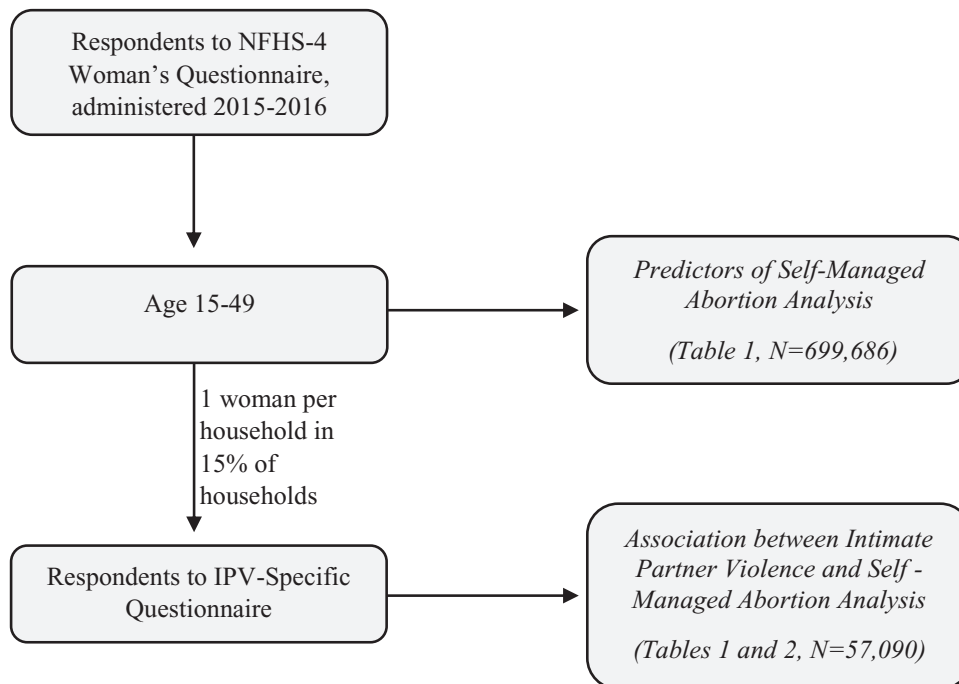 Respondents to NFHS-4
Woman's Questionnaire,
administered 2015-2016
Age 15-49
Predictors of Self-Managed
Abortion Analysis
(Table 1, N=699,686)
1 woman per
household in
15% of
households
Respondents to IPV-Specific
Questionnaire
Association between Intimate
Partner Violence and Self -
Managed Abortion Analysis
(Tables 1 and 2, N=57,090)